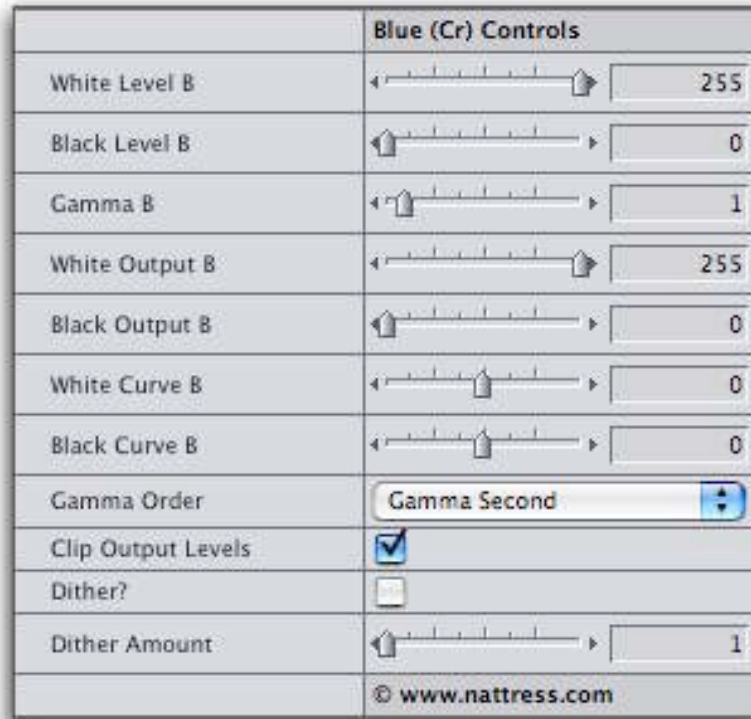 Blue (Cr) Controls
White Level B 255
Black Level B 0
Gamma B 1
White Output B 255
Black Output B 0
White Curve B 0
Black Curve B 0
Gamma Order Gamma Second
Clip Output Levels
Dither?
Dither Amount 1
© www.nattress.com